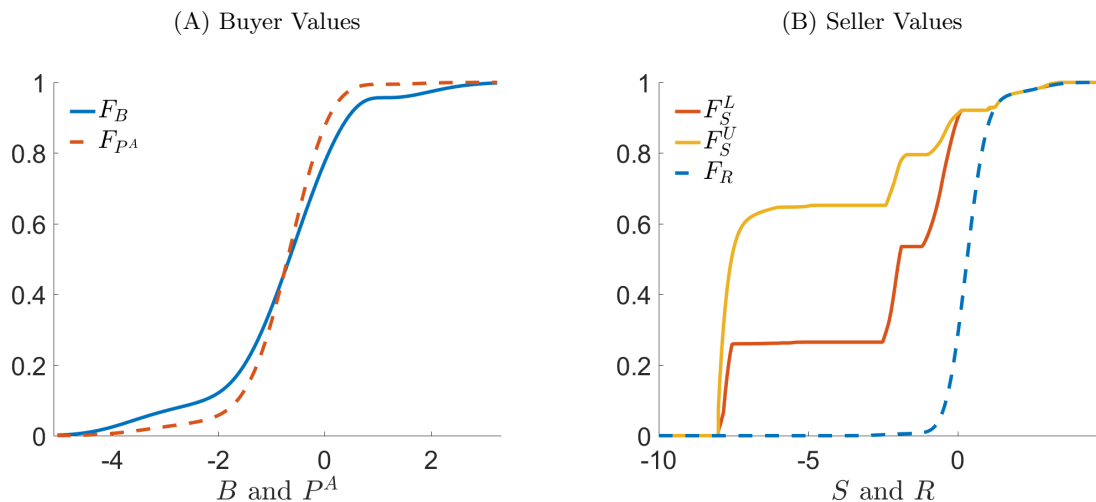 (A) Buyer Values
1
0.8
0.6
0.4
0.2
0
-4
-2
0
2
F_B
F_{P^A}
B and P^A
(B) Seller Values
1
0.8
0.6
0.4
0.2
0
-10
-5
0
F_S^L
F_S^U
F_R
S and R